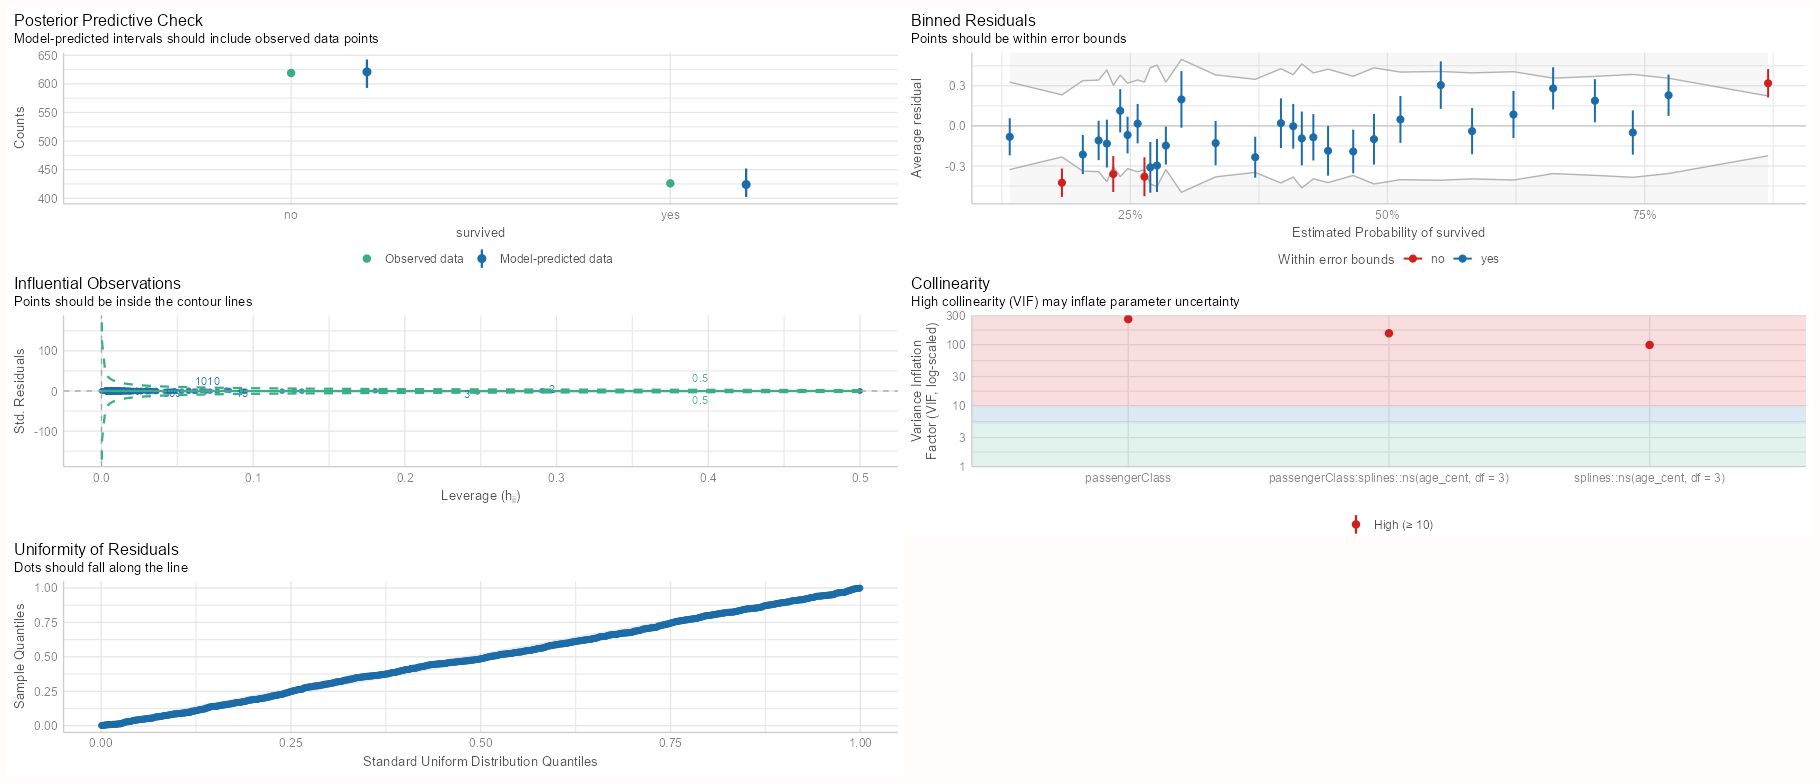 Posterior Predictive Check
Model-predicted intervals should include observed data points
650
600
550
500
450
400
Counts
no
yes
survived
Observed data
Model-predicted data
Binned Residuals
Points should be within error bounds
0.3
0.0
-0.3
Average residual
25%
50%
75%
Estimated Probability of survived
Within error bounds
no
yes
Influential Observations
Points should be inside the contour lines
100
0
-100
Std. Residuals
1010
0.5
0.5
2
3
0.0
0.1
0.2
0.3
0.4
0.5
Leverage (hii)
Collinearity
High collinearity (VIF) may inflate parameter uncertainty
300
100
30
10
3
1
Variance Inflation
Factor (VIF, log-scaled)
passengerClass
passengerClass:splines::ns(age_cent, df = 3)
splines::ns(age_cent, df = 3)
High (≥ 10)
Uniformity of Residuals
Dots should fall along the line
1.00
0.75
0.50
0.25
0.00
Sample Quantiles
0.00
0.25
0.50
0.75
1.00
Standard Uniform Distribution Quantiles